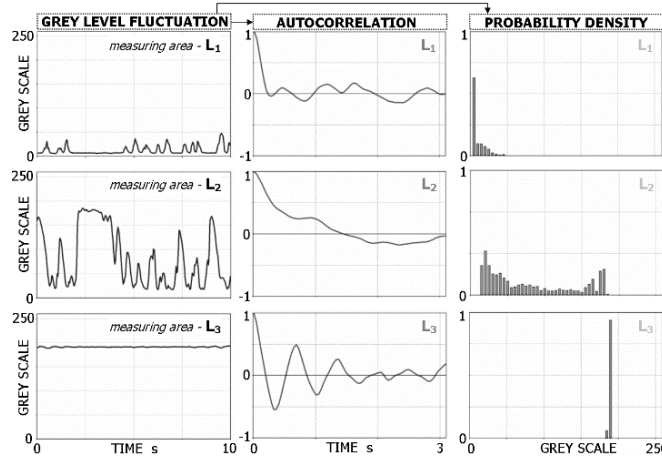 GREY LEVEL FLUCTUATION AUTOCORRELATION PROBABILITY DENSITY
250 measuring area - L1 1 L1 1 L1
GREY SCALE 0
0 -1 0
250 measuring area - L2 1 L2 1 L2
GREY SCALE 0
0 -1 0
250 measuring area - L3 1 L3 1 L3
GREY SCALE 0
0 -1 0
0 TIME s 10 0 TIME s 3 0 GREY SCALE 250